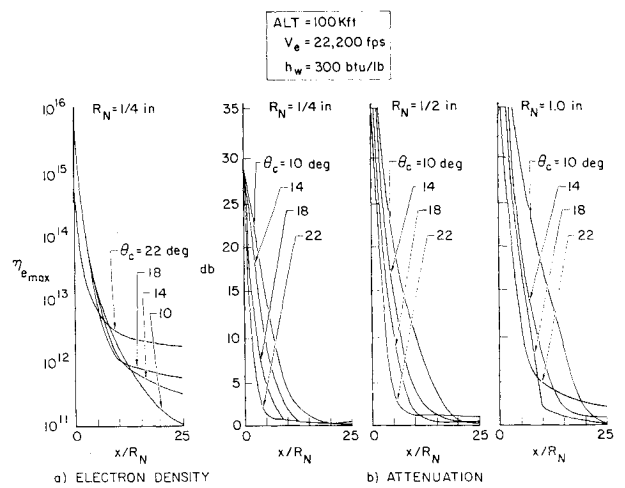 ALT = 100 Kft
V_e = 22,200 fps
h_w = 300 btu/lb
R_N = 1/4 in
10^16
10^15
10^14
η_e max
10^13
10^12
10^11
θ_c = 22 deg
18
14
10
0
25
x/R_N
a) ELECTRON DENSITY
R_N = 1/4 in
35
30
25
20
db
15
10
5
0
θ_c = 10 deg
14
18
22
0
25
x/R_N
R_N = 1/2 in
θ_c = 10 deg
14
18
22
0
25
x/R_N
R_N = 1.0 in
θ_c = 10 deg
14
18
22
0
25
x/R_N
b) ATTENUATION